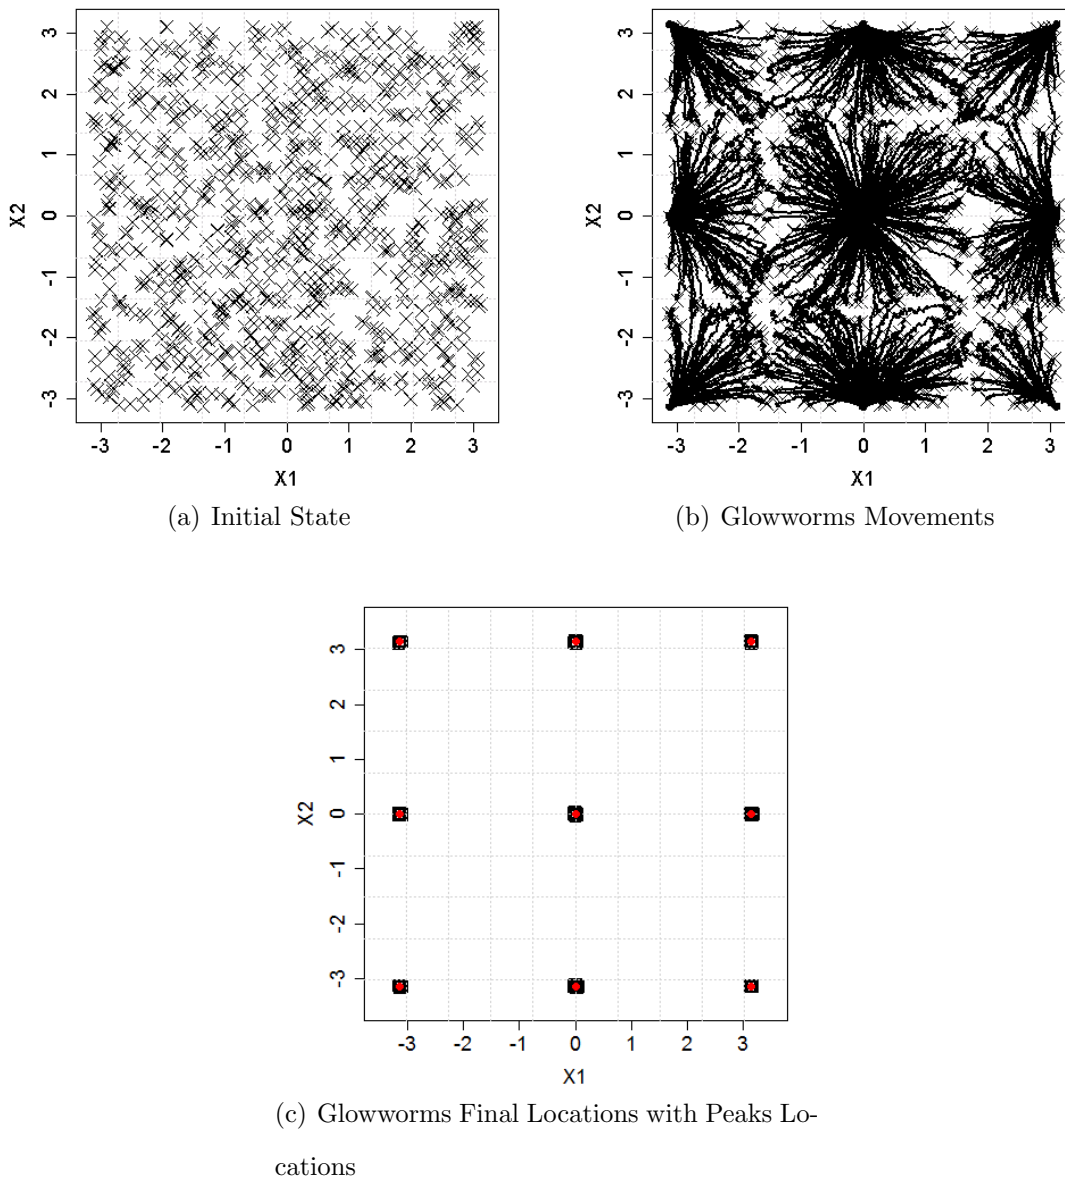 3
2
1
0
-1
-2
-3
X2
-3 -2 -1 0 1 2 3
X1
(a) Initial State
3
2
1
0
-1
-2
-3
X2
-3 -2 -1 0 1 2 3
X1
(b) Glowworms Movements
3
2
1
0
-1
-2
-3
X2
-3 -2 -1 0 1 2 3
X1
(c) Glowworms Final Locations with Peaks Lo-
cations